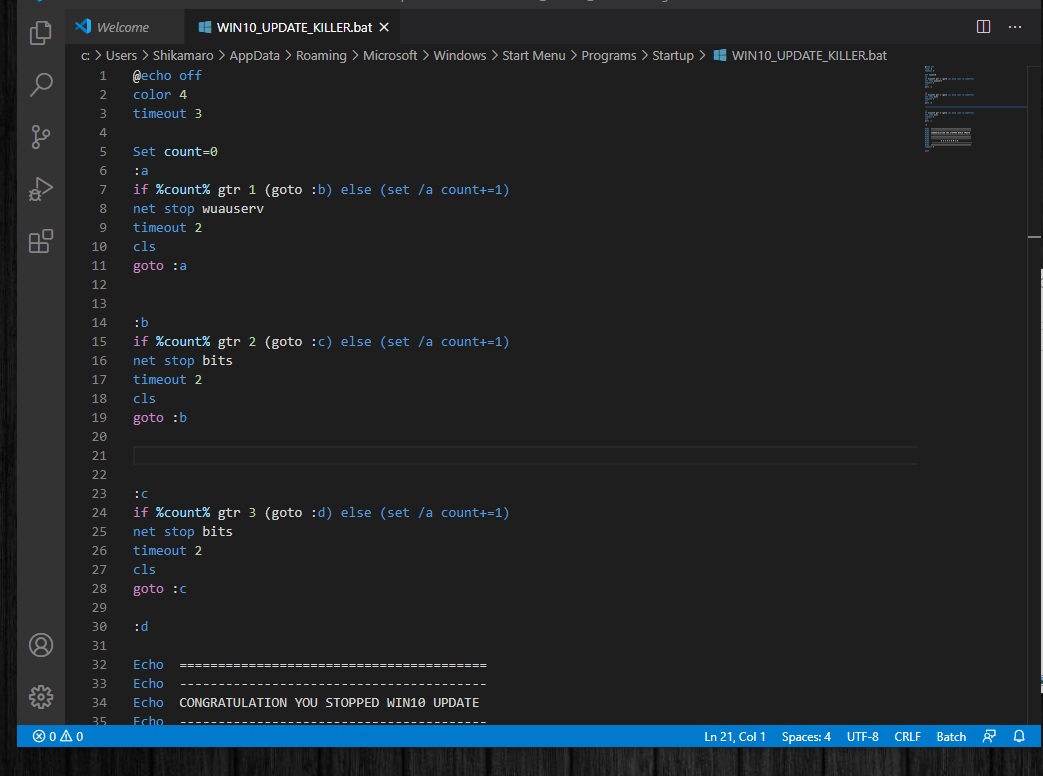 Welcome
WIN10_UPDATE_KILLER.bat
c: > Users > Shikamaro > AppData > Roaming > Microsoft > Windows > Start Menu > Programs > Startup > WIN10_UPDATE_KILLER.bat
1 @echo off
2 color 4
3 timeout 3
4
5 Set count=0
6 :a
7 if %count% gtr 1 (goto :b) else (set /a count+=1)
8 net stop wuauserv
9 timeout 2
10 cls
11 goto :a
12
13
14 :b
15 if %count% gtr 2 (goto :c) else (set /a count+=1)
16 net stop bits
17 timeout 2
18 cls
19 goto :b
20
21
22
23 :c
24 if %count% gtr 3 (goto :d) else (set /a count+=1)
25 net stop bits
26 timeout 2
27 cls
28 goto :c
29
30 :d
31
32 Echo ========================================
33 Echo ----------------------------------------
34 Echo CONGRATULATION YOU STOPPED WIN10 UPDATE
35 Echo ----------------------------------------
0 0 Ln 21, Col 1 Spaces: 4 UTF-8 CRLF Batch